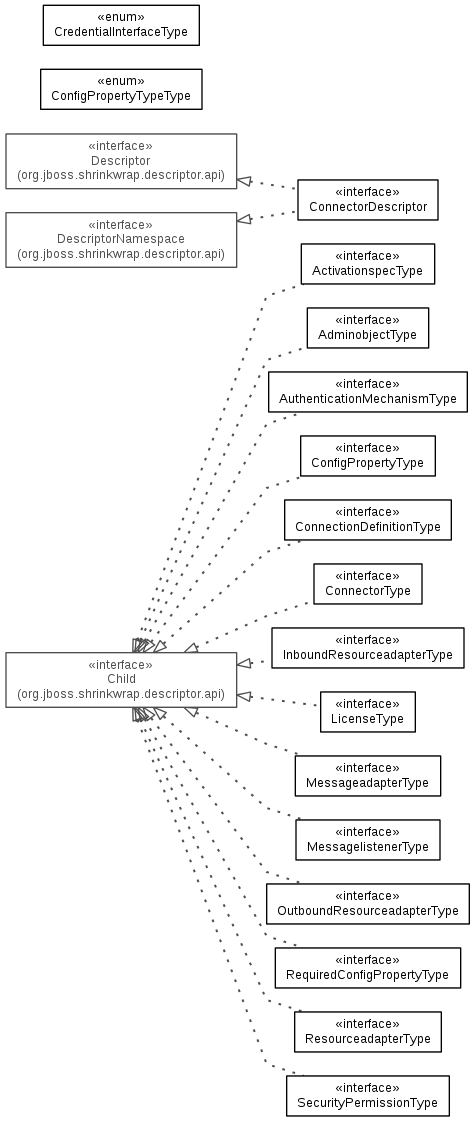 «enum»
CredentialInterfaceType
«enum»
ConfigPropertyTypeType
«interface»
Descriptor
(org.jboss.shrinkwrap.descriptor.api)
«interface»
ConnectorDescriptor
«interface»
DescriptorNamespace
(org.jboss.shrinkwrap.descriptor.api)
«interface»
ActivationspecType
«interface»
AdminobjectType
«interface»
AuthenticationMechanismType
«interface»
ConfigPropertyType
«interface»
ConnectionDefinitionType
«interface»
ConnectorType
«interface»
InboundResourceadapterType
«interface»
Child
(org.jboss.shrinkwrap.descriptor.api)
«interface»
LicenseType
«interface»
MessageadapterType
«interface»
MessagelistenerType
«interface»
OutboundResourceadapterType
«interface»
RequiredConfigPropertyType
«interface»
ResourceadapterType
«interface»
SecurityPermissionType